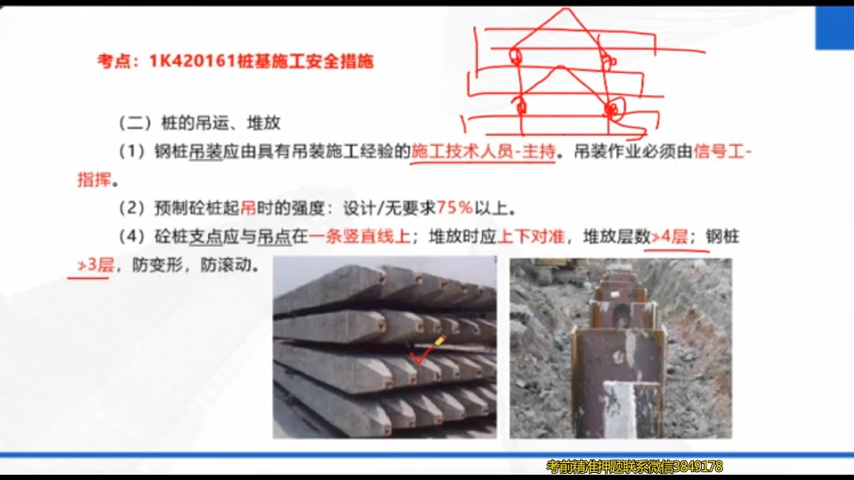 考点：1K420161桩基施工安全措施
（二）桩的吊运、堆放
（1）钢桩吊装应由具有吊装施工经验的施工技术人员-主持。吊装作业必须由信号工-
指挥。
（2）预制砼桩起吊时的强度：设计/无要求75%以上。
（4）砼桩支点应与吊点在一条竖直线上；堆放时应上下对准，堆放层数≯4层；钢桩
≯3层，防变形，防滚动。
考前精准押题联系微信3849178